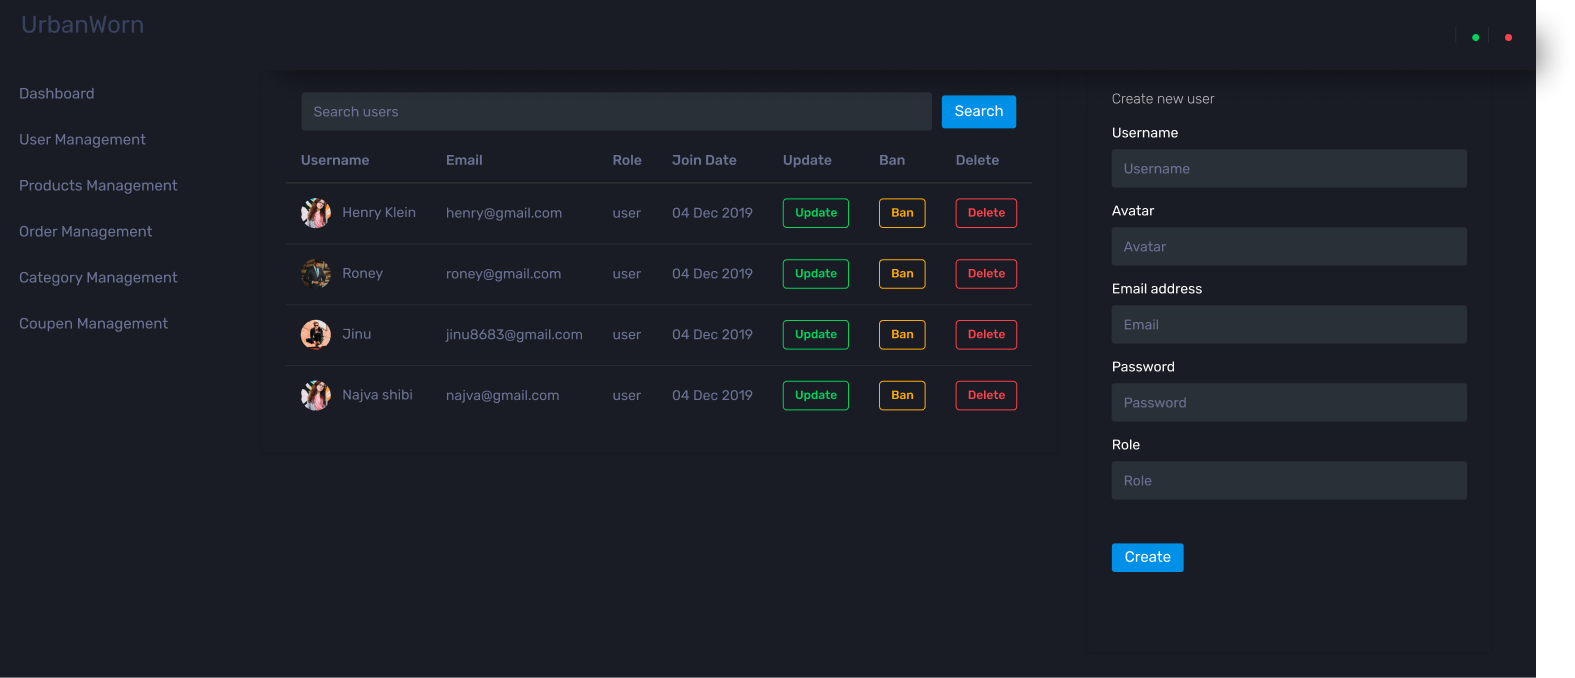 UrbanWorn
Dashboard
User Management
Products Management
Order Management
Category Management
Coupen Management
Search users
Search
Username Email Role Join Date Update Ban Delete
Henry Klein henry@gmail.com user 04 Dec 2019 Update Ban Delete
Roney roney@gmail.com user 04 Dec 2019 Update Ban Delete
Jinu jinu8683@gmail.com user 04 Dec 2019 Update Ban Delete
Najva shibi najva@gmail.com user 04 Dec 2019 Update Ban Delete
Create new user
Username
Username
Avatar
Avatar
Email address
Email
Password
Password
Role
Role
Create